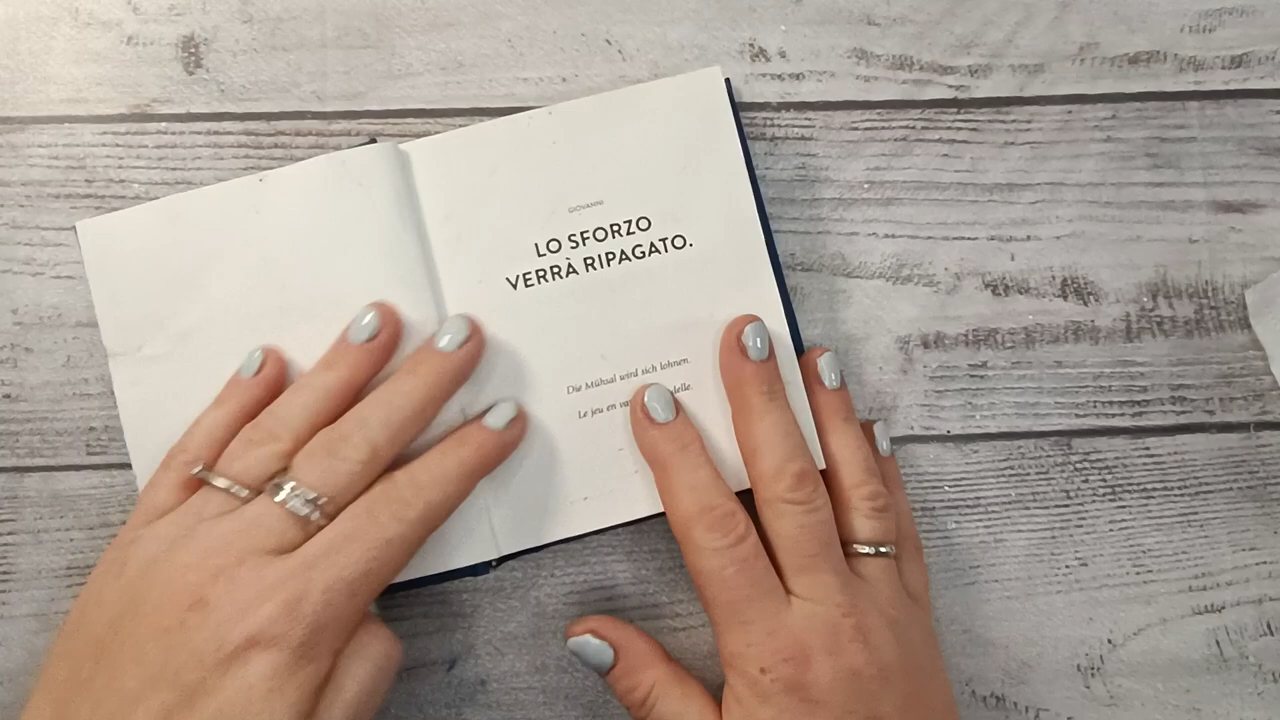 GIOVANNI
LO SFORZO
VERRÀ RIPAGATO.
Die Mühsal wird sich lohnen.
Le jeu en